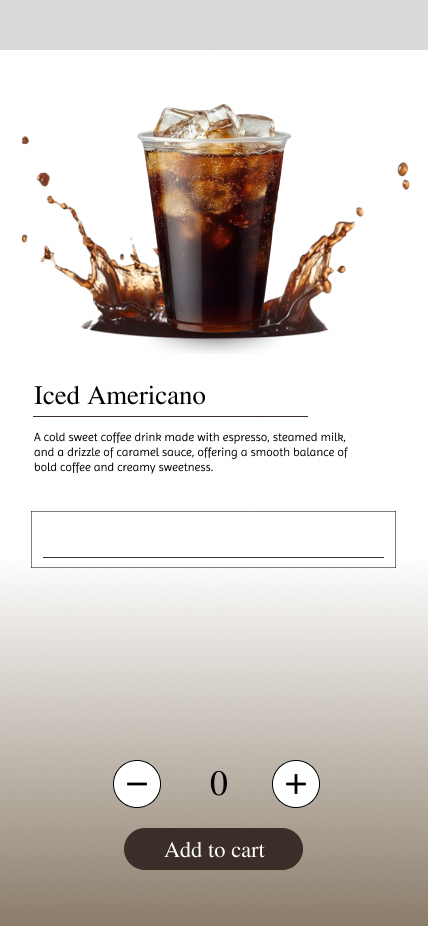 Iced Americano
A cold sweet coffee drink made with espresso, steamed milk,
and a drizzle of caramel sauce, offering a smooth balance of
bold coffee and creamy sweetness.
0
Add to cart